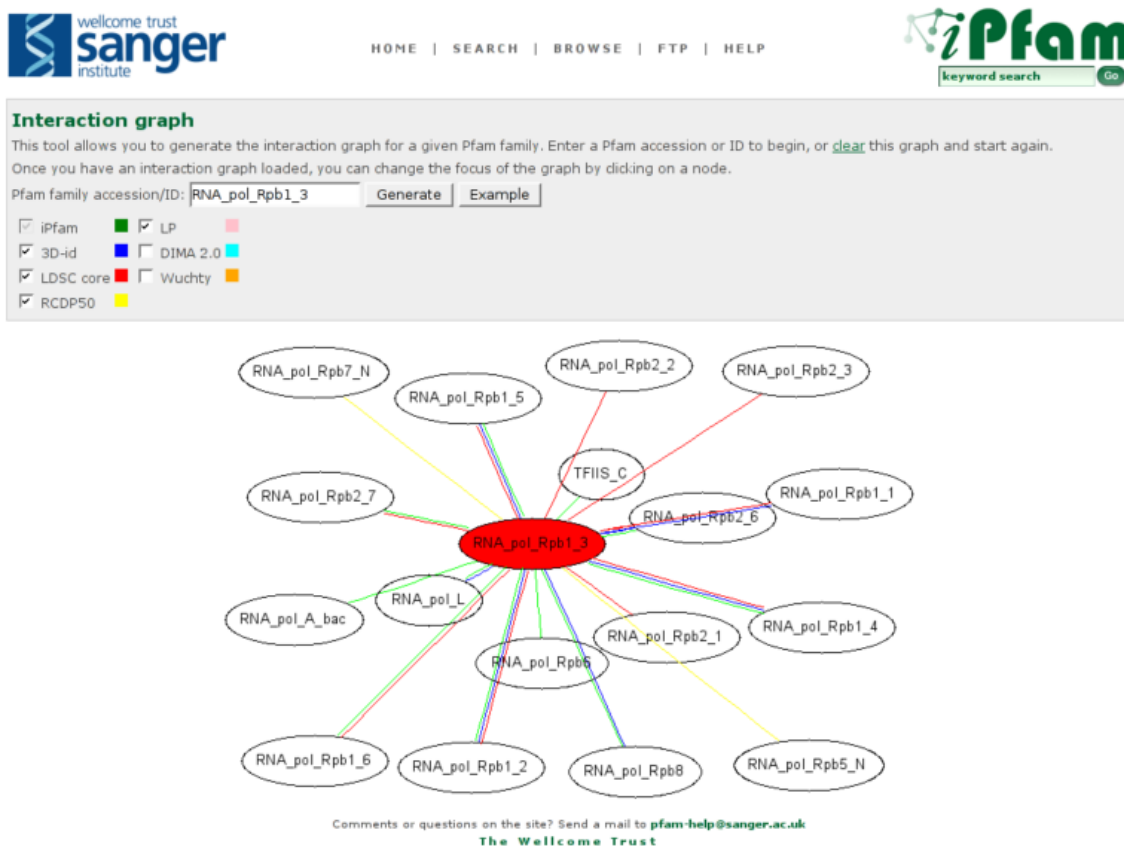 wellcome trust
sanger
institute
HOME | SEARCH | BROWSE | FTP | HELP
iPfam
keyword search Go
Interaction graph
This tool allows you to generate the interaction graph for a given Pfam family. Enter a Pfam accession or ID to begin, or clear this graph and start again.
Once you have an interaction graph loaded, you can change the focus of the graph by clicking on a node.
Pfam family accession/ID: RNA_pol_Rpb1_3 Generate Example
iPfam LP
3D-id DIMA 2.0
LDSC core Wuchty
RCDP50
RNA_pol_Rpb7_N
RNA_pol_Rpb1_5
RNA_pol_Rpb2_2
RNA_pol_Rpb2_3
TFIIS_C
RNA_pol_Rpb2_7
RNA_pol_Rpb1_1
RNA_pol_Rpb2_6
RNA_pol_Rpb1_3
RNA_pol_L
RNA_pol_A_bac
RNA_pol_Rpb1_4
RNA_pol_Rpb2_1
RNA_pol_Rpb6
RNA_pol_Rpb1_6
RNA_pol_Rpb1_2
RNA_pol_Rpb8
RNA_pol_Rpb5_N
Comments or questions on the site? Send a mail to pfam-help@sanger.ac.uk
The Wellcome Trust